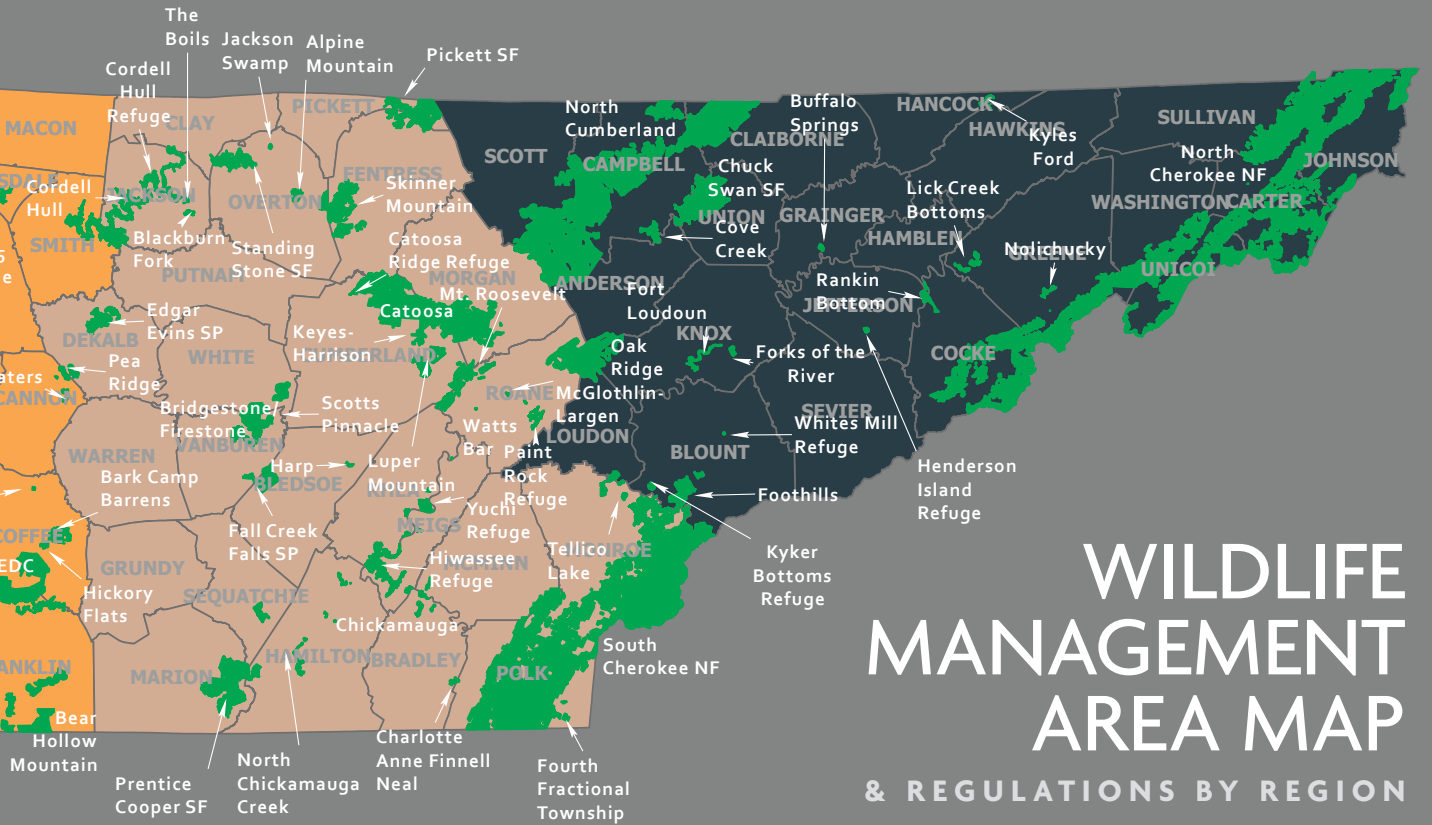 The
Boils
Jackson
Swamp
Alpine
Mountain
Pickett SF
Cordell
Hull
Refuge
North
Cumberland
Buffalo
Springs
Kyles
Ford
Chuck
Swan SF
North
Cherokee NF
Cordell
Hull
Skinner
Mountain
Lick Creek
Bottoms
Blackburn
Fork
Standing
Stone SF
Catoosa
Ridge Refuge
Cove
Creek
Nolichucky
Mt. Roosevelt
Fort
Loudoun
Rankin
Bottom
Edgar
Evins SP
Catoosa
Keyes-
Harrison
Oak
Ridge
Forks of the
River
Pea
Ridge
McGlothlin-
Largen
Bridgestone/
Firestone
Scotts
Pinnacle
Watts
Bar
Whites Mill
Refuge
Paint
Rock
Refuge
Henderson
Island
Refuge
Harp
Luper
Mountain
Bark Camp
Barrens
Foothills
Yuchi
Refuge
Fall Creek
Falls SP
Tellico
Lake
Kyker
Bottoms
Refuge
Hiwassee
Refuge
Hickory
Flats
Chickamauga
South
Cherokee NF
Bear
Hollow
Mountain
Prentice
Cooper SF
North
Chickamauga
Creek
Charlotte
Anne Finnell
Neal
Fourth
Fractional
Township
aters
EDC
MACON
CLAY
PICKETT
SCOTT
CAMPBELL
CLAIBORNE
HANCOCK
HAWKINS
SULLIVAN
JOHNSON
JACKSON
OVERTON
FENTRESS
UNION
GRAINGER
HAMBLEN
GREENE
WASHINGTON
CARTER
UNICOI
SMITH
PUTNAM
MORGAN
ANDERSON
JEFFERSON
COCKE
DEKALB
WHITE
KNOX
ROANE
CANNON
VANBUREN
LOUDON
SEVIER
BLOUNT
WARREN
BLEDSOE
MEIGS
COFFEE
GRUNDY
SEQUATCHIE
MCMINN
MARION
HAMILTON
BRADLEY
POLK
ANKLIN
WILDLIFE
MANAGEMENT
AREA MAP
& REGULATIONS BY REGION